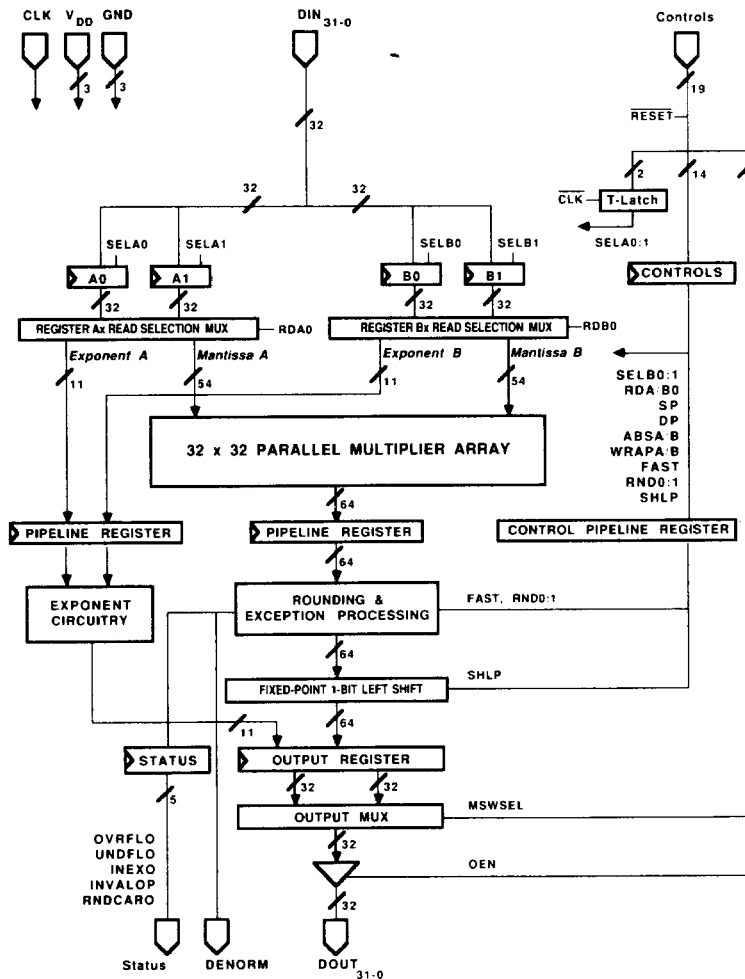 CLK VDD GND DIN31-0 Controls
3 3 19
RESET
32
2 14
32 32
CLK T-Latch
SELA0:1
SELA0 SELA1 SELB0 SELB1
A0 A1 B0 B1 CONTROLS
32 32 32 32
REGISTER Ax READ SELECTION MUX RDA0 REGISTER Bx READ SELECTION MUX RDB0
Exponent A Mantissa A Exponent B Mantissa B
11 54 11 54
SELB0:1
RDA/B0
SP
DP
ABSA/B
WRAPA/B
FAST
RND0:1
SHLP
32 x 32 PARALLEL MULTIPLIER ARRAY
64
PIPELINE REGISTER PIPELINE REGISTER CONTROL PIPELINE REGISTER
64
EXPONENT
CIRCUITRY
ROUNDING &
EXCEPTION PROCESSING
FAST, RND0:1
64
FIXED-POINT 1-BIT LEFT SHIFT SHLP
11 64
STATUS OUTPUT REGISTER
5 32 32
OUTPUT MUX MSWSEL
32
OVRFLO
UNDFLO
INEXO
INVALOP
RNDCARO
OEN
32
Status DENORM DOUT31-0